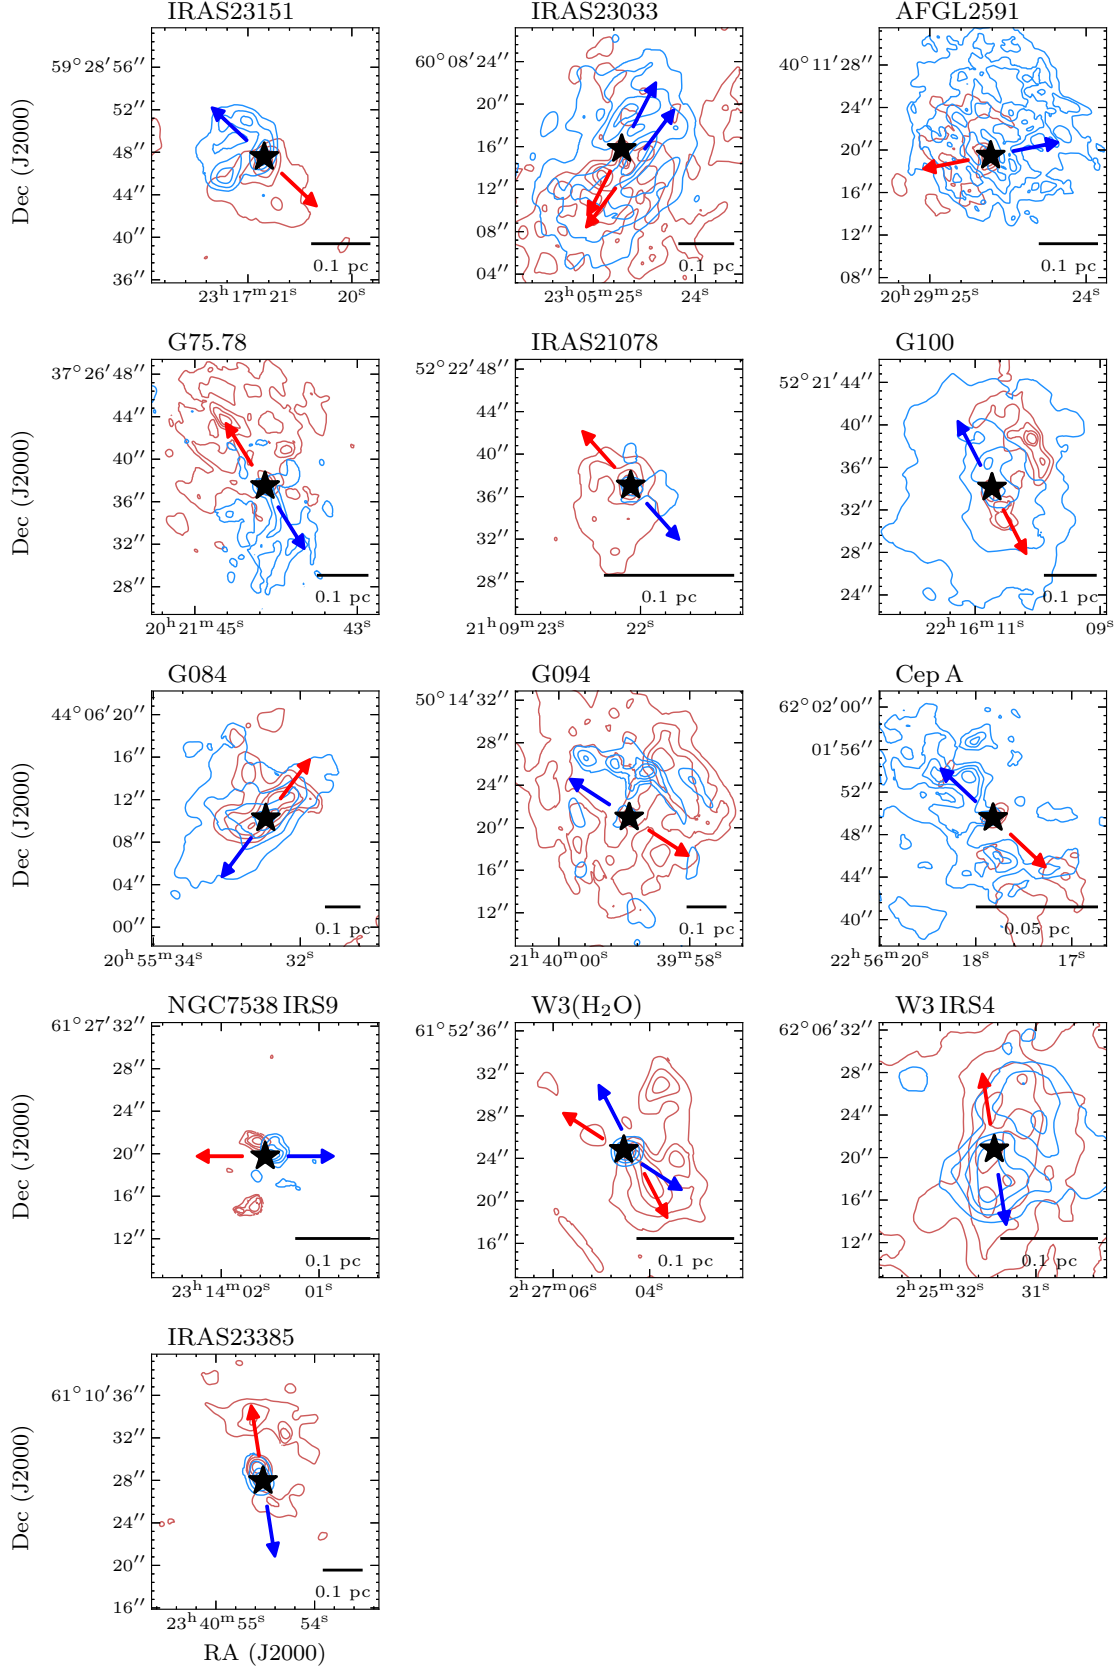 IRAS23151 IRAS23033 AFGL2591
59°28′56″ 60°08′24″ 40°11′28″
52″ 20″ 24″
48″ 16″ 20″
44″ 12″ 16″
40″ 08″ 12″
36″ 04″ 08″
0.1 pc 0.1 pc 0.1 pc
23ʰ17ᵐ21ˢ 20ˢ 23ʰ05ᵐ25ˢ 24ˢ 20ʰ29ᵐ25ˢ 24ˢ
Dec (J2000)
G75.78 IRAS21078 G100
37°26′48″ 52°22′48″ 52°21′44″
44″ 44″ 40″
40″ 40″ 36″
36″ 36″ 32″
32″ 32″ 28″
28″ 28″ 24″
0.1 pc 0.1 pc 0.1 pc
20ʰ21ᵐ45ˢ 43ˢ 21ʰ09ᵐ23ˢ 22ˢ 22ʰ16ᵐ11ˢ 09ˢ
Dec (J2000)
G084 G094 Cep A
44°06′20″ 50°14′32″ 62°02′00″
16″ 28″ 01′56″
12″ 24″ 52″
08″ 20″ 48″
04″ 16″ 44″
00″ 12″ 40″
0.1 pc 0.1 pc 0.05 pc
20ʰ55ᵐ34ˢ 32ˢ 21ʰ40ᵐ00ˢ 39ᵐ58ˢ 22ʰ56ᵐ20ˢ 18ˢ 17ˢ
Dec (J2000)
NGC7538 IRS9 W3(H₂O) W3 IRS4
61°27′32″ 61°52′36″ 62°06′32″
28″ 32″ 28″
24″ 28″ 24″
20″ 24″ 20″
16″ 20″ 16″
12″ 16″ 12″
0.1 pc 0.1 pc 0.1 pc
23ʰ14ᵐ02ˢ 01ˢ 2ʰ27ᵐ06ˢ 04ˢ 2ʰ25ᵐ32ˢ 31ˢ
Dec (J2000)
IRAS23385
61°10′36″
32″
28″
24″
20″
16″
0.1 pc
23ʰ40ᵐ55ˢ 54ˢ
Dec (J2000)
RA (J2000)